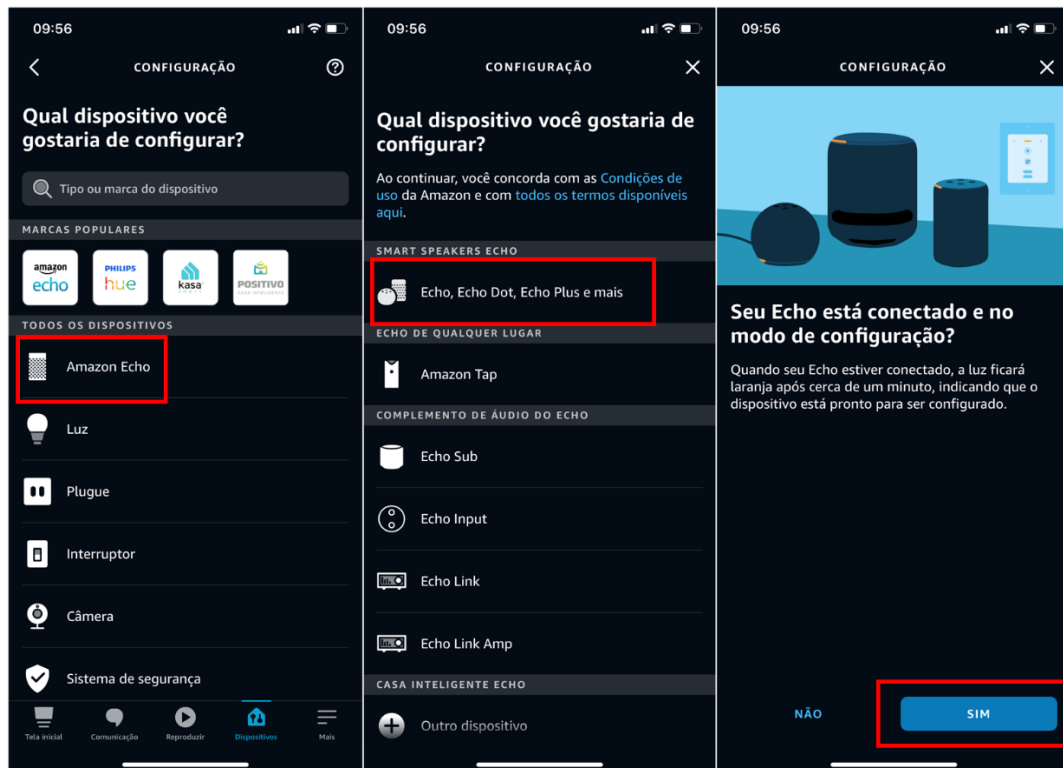 09:56
CONFIGURAÇÃO
Qual dispositivo você
gostaria de configurar?
Tipo ou marca do dispositivo
MARCAS POPULARES
amazon
echo
PHILIPS
hue
kasa
SMART
POSITIVO
CASA INTELIGENTE
TODOS OS DISPOSITIVOS
Amazon Echo
Luz
Plugue
Interruptor
Câmera
Sistema de segurança
Tela inicial
Comunicação
Reproduzir
Dispositivos
Mais
09:56
CONFIGURAÇÃO
Qual dispositivo você gostaria de
configurar?
Ao continuar, você concorda com as Condições de
uso da Amazon e com todos os termos disponíveis
aqui.
SMART SPEAKERS ECHO
Echo, Echo Dot, Echo Plus e mais
ECHO DE QUALQUER LUGAR
Amazon Tap
COMPLEMENTO DE ÁUDIO DO ECHO
Echo Sub
Echo Input
Echo Link
Echo Link Amp
CASA INTELIGENTE ECHO
Outro dispositivo
09:56
CONFIGURAÇÃO
Seu Echo está conectado e no
modo de configuração?
Quando seu Echo estiver conectado, a luz ficará
laranja após cerca de um minuto, indicando que o
dispositivo está pronto para ser configurado.
NÃO
SIM